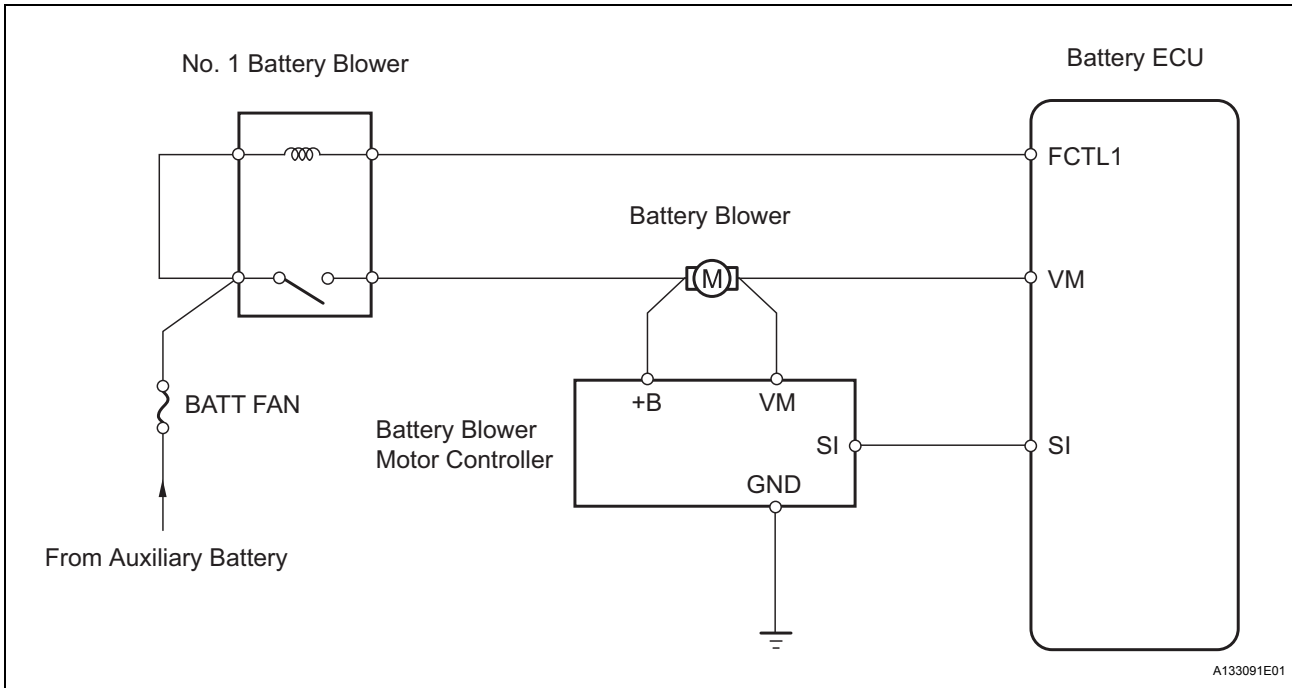 No. 1 Battery Blower
Battery ECU
FCTL1
Battery Blower
M
VM
BATT FAN
+B
VM
Battery Blower
Motor Controller
SI
SI
GND
From Auxiliary Battery
A133091E01